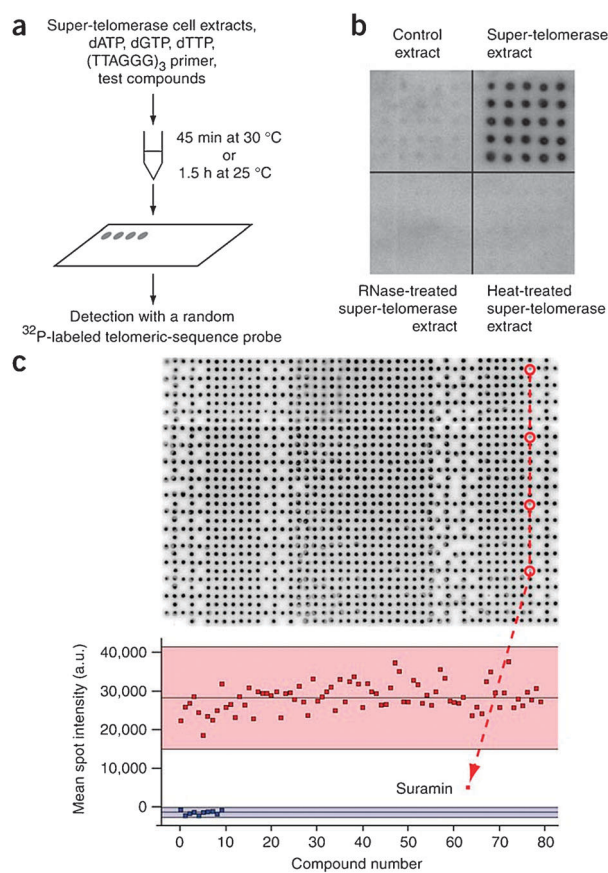 a
Super-telomerase cell extracts,
dATP, dGTP, dTTP,
(TTAGGG)3 primer,
test compounds
45 min at 30 °C
or
1.5 h at 25 °C
Detection with a random
32P-labeled telomeric-sequence probe
b
Control
extract
Super-telomerase
extract
RNase-treated
super-telomerase
extract
Heat-treated
super-telomerase
extract
c
Mean spot intensity (a.u.)
40,000
30,000
20,000
10,000
0
Suramin
0 10 20 30 40 50 60 70 80
Compound number